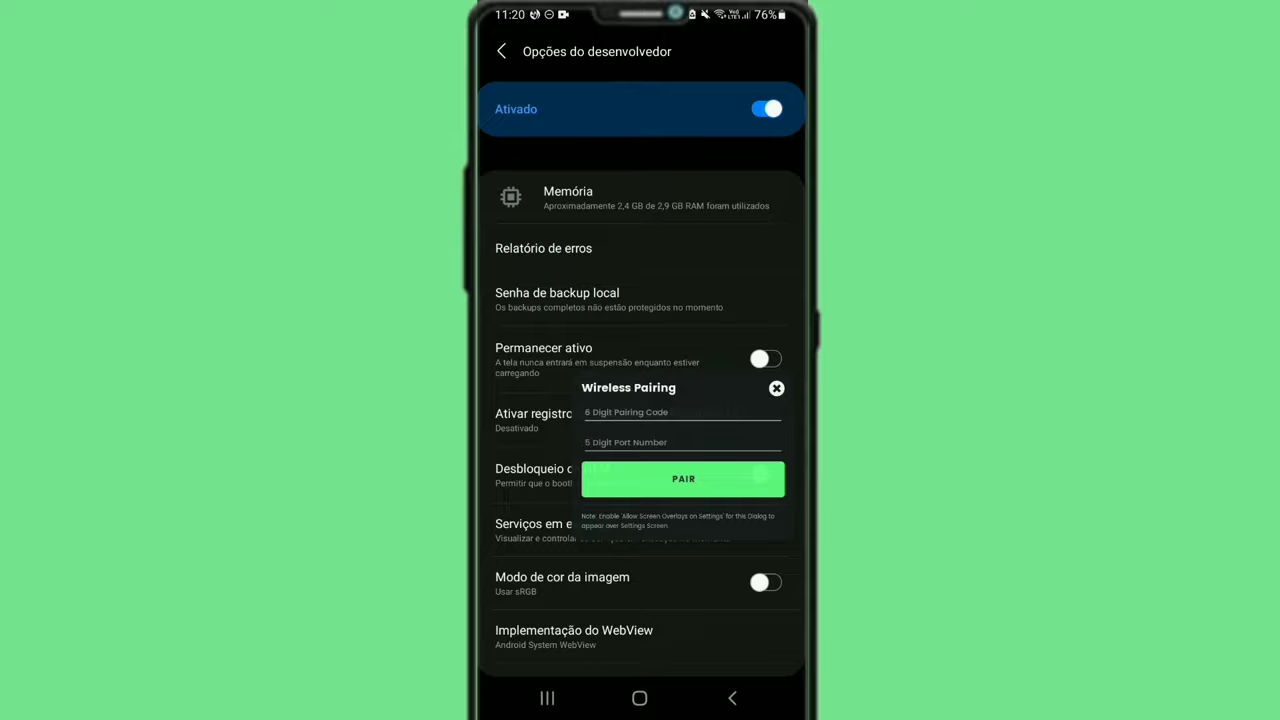 11:20
76%
Opções do desenvolvedor
Ativado
Memória
Aproximadamente 2,4 GB de 2,9 GB RAM foram utilizados
Relatório de erros
Senha de backup local
Os backups completos não estão protegidos no momento
Permanecer ativo
A tela nunca entrará em suspensão enquanto estiver
carregando
Wireless Pairing
6 Digit Pairing Code
Ativar registro
Desativado
5 Digit Port Number
Desbloqueio
Permitir que o
PAIR
Note: Enable 'Allow Screen Overlays on Settings' for this Dialog to
appear over Settings Screen.
Serviços em e
Visualizar e controlar
Modo de cor da imagem
Usar sRGB
Implementação do WebView
Android System WebView